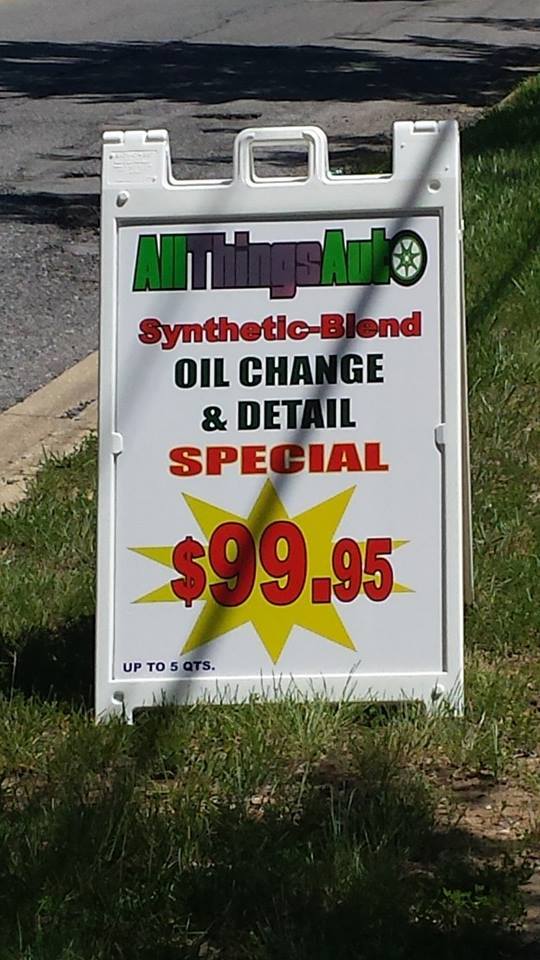 AllThingsAuto
Synthetic-Blend
OIL CHANGE
& DETAIL
SPECIAL
$99.95
UP TO 5 QTS.